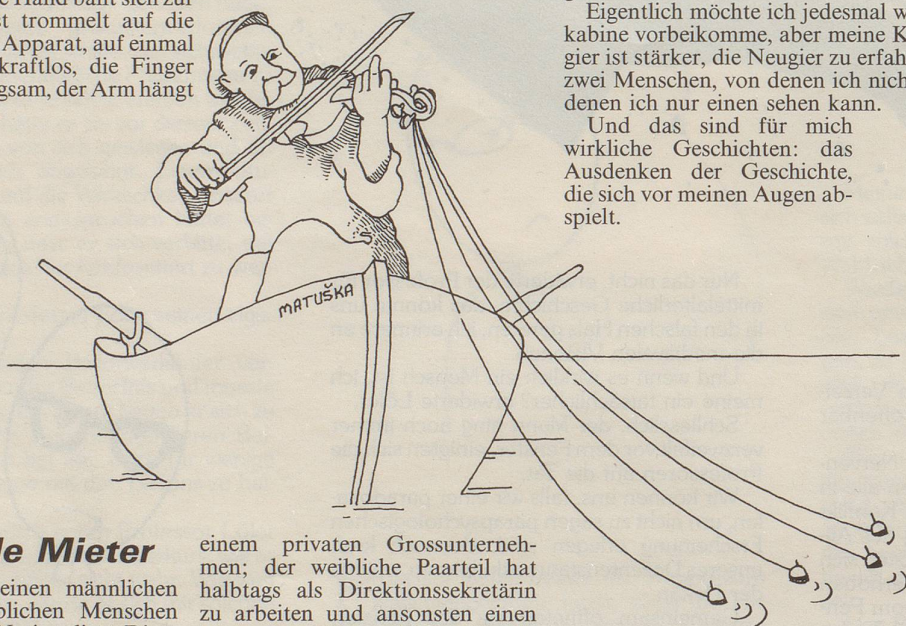 e Hand ballt sich zur
st trommelt auf die
Apparat, auf einmal
kraftlos, die Finger
gsam, der Arm hängt
Eigentlich möchte ich jedesmal w
kabine vorbeikomme, aber meine K
gier ist stärker, die Neugier zu erfah
zwei Menschen, von denen ich nich
denen ich nur einen sehen kann.
Und das sind für mich
wirkliche Geschichten: das
Ausdenken der Geschichte,
die sich vor meinen Augen ab-
spielt.
MATUŠKA
le Mieter
einen männlichen
blichen Menschen
einem privaten Grossunterneh-
men; der weibliche Paarteil hat
halbtags als Direktionssekretärin
zu arbeiten und ansonsten einen